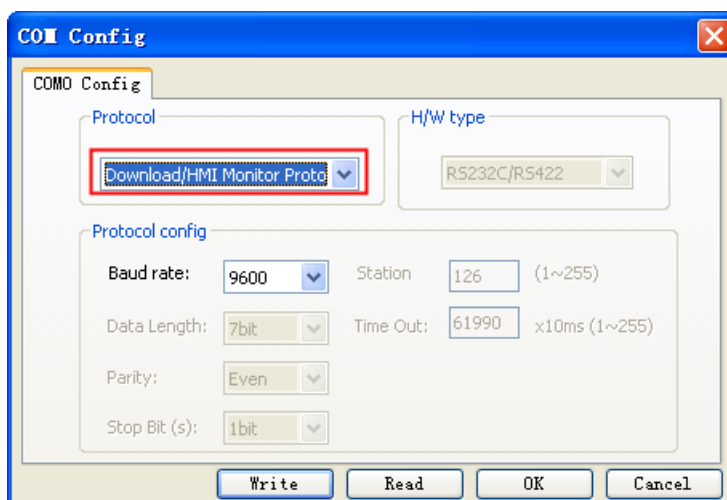 COM Config
COM0 Config
Protocol
H/W type
Download/HMI Monitor Proto
RS232C/RS422
Protocol config
Baud rate: 9600 Station 126 (1~255)
Data Length: 7bit Time Out: 61990 x10ms (1~255)
Parity: Even
Stop Bit (s): 1bit
Write Read OK Cancel